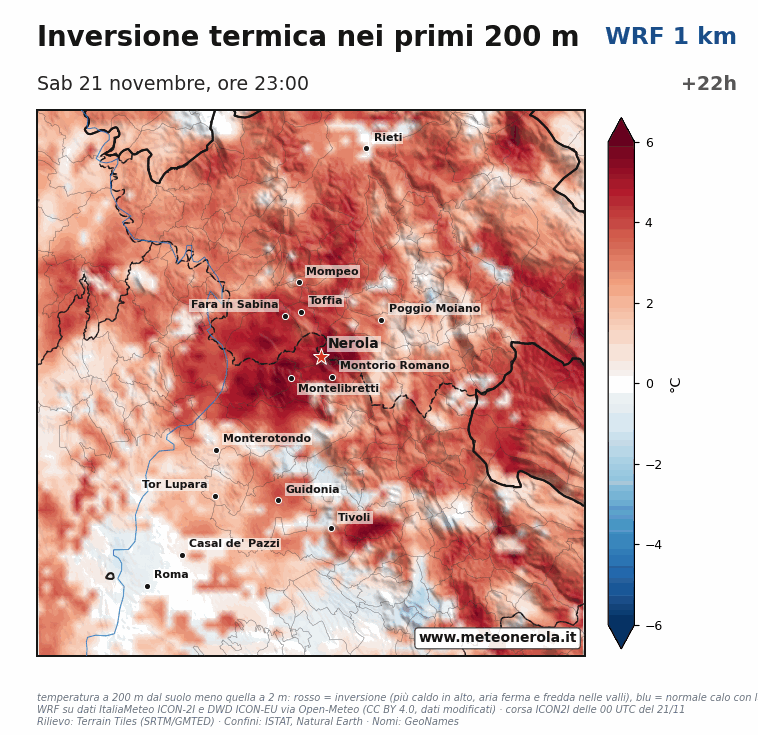 Inversione termica nei primi 200 m WRF 1 km
Sab 21 novembre, ore 23:00 +22h
Rieti
Mompeo
Fara in Sabina
Toffia
Poggio Moiano
Nerola
Montorio Romano
Montelibretti
Monterotondo
Tor Lupara
Guidonia
Tivoli
Casal de' Pazzi
Roma
6
4
2
0
−2
−4
−6
°C
www.meteonerola.it
temperatura a 200 m dal suolo meno quella a 2 m: rosso = inversione (più caldo in alto, aria ferma e fredda nelle valli), blu = normale calo con l
WRF su dati ItaliaMeteo ICON-2I e DWD ICON-EU via Open-Meteo (CC BY 4.0, dati modificati) · corsa ICON2I delle 00 UTC del 21/11
Rilievo: Terrain Tiles (SRTM/GMTED) · Confini: ISTAT, Natural Earth · Nomi: GeoNames